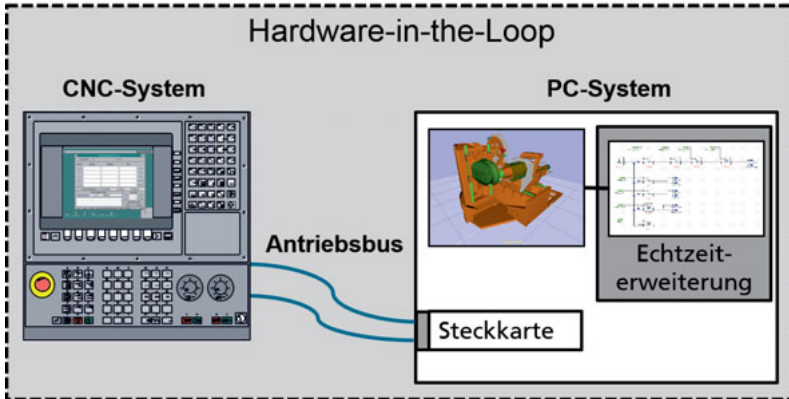 Hardware-in-the-Loop
CNC-System
PC-System
Antriebsbus
Echtzeit-
erweiterung
Steckkarte